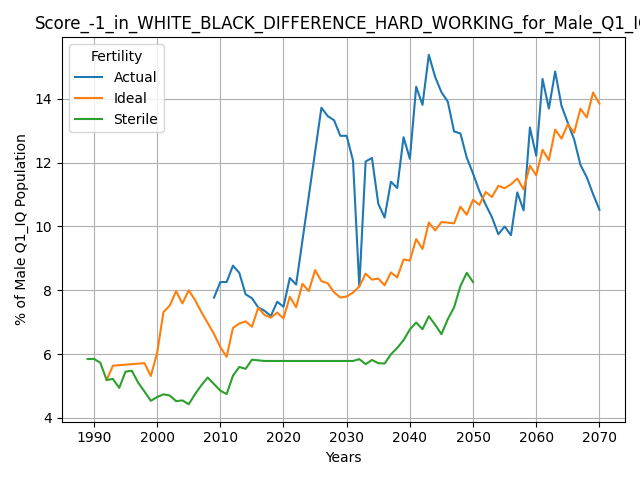 Score_-1_in_WHITE_BLACK_DIFFERENCE_HARD_WORKING_for_Male_Q1_IQ
Fertility
Actual
Ideal
Sterile
% of Male Q1_IQ Population
14
12
10
8
6
4
1990 2000 2010 2020 2030 2040 2050 2060 2070
Years